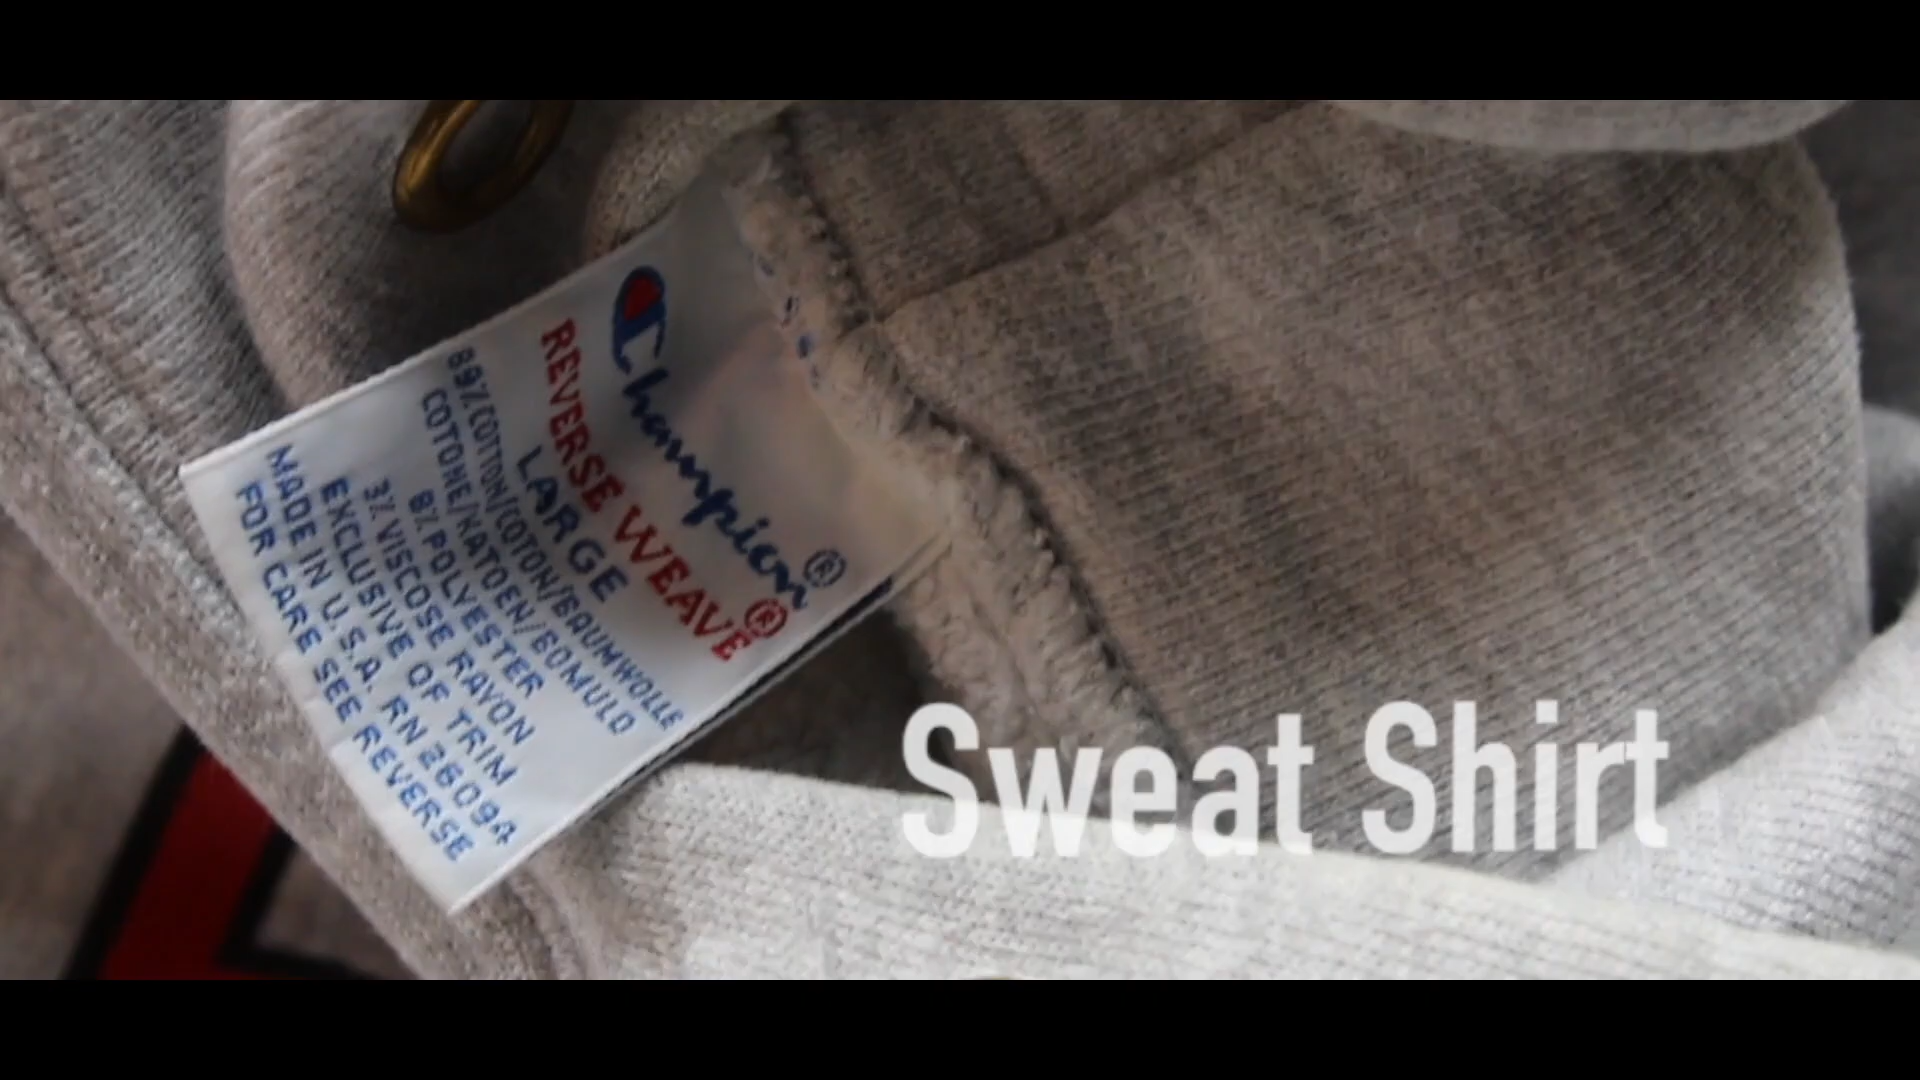 Champion®
REVERSE WEAVE®
LARGE
89%COTTON/COTON/BAUMWOLLE
COTONE/KATOEN/BOMULD
8% POLYESTER
3% VISCOSE RAYON
EXCLUSIVE OF TRIM
MADE IN U.S.A. RN 26094
FOR CARE SEE REVERSE
Sweat Shirt